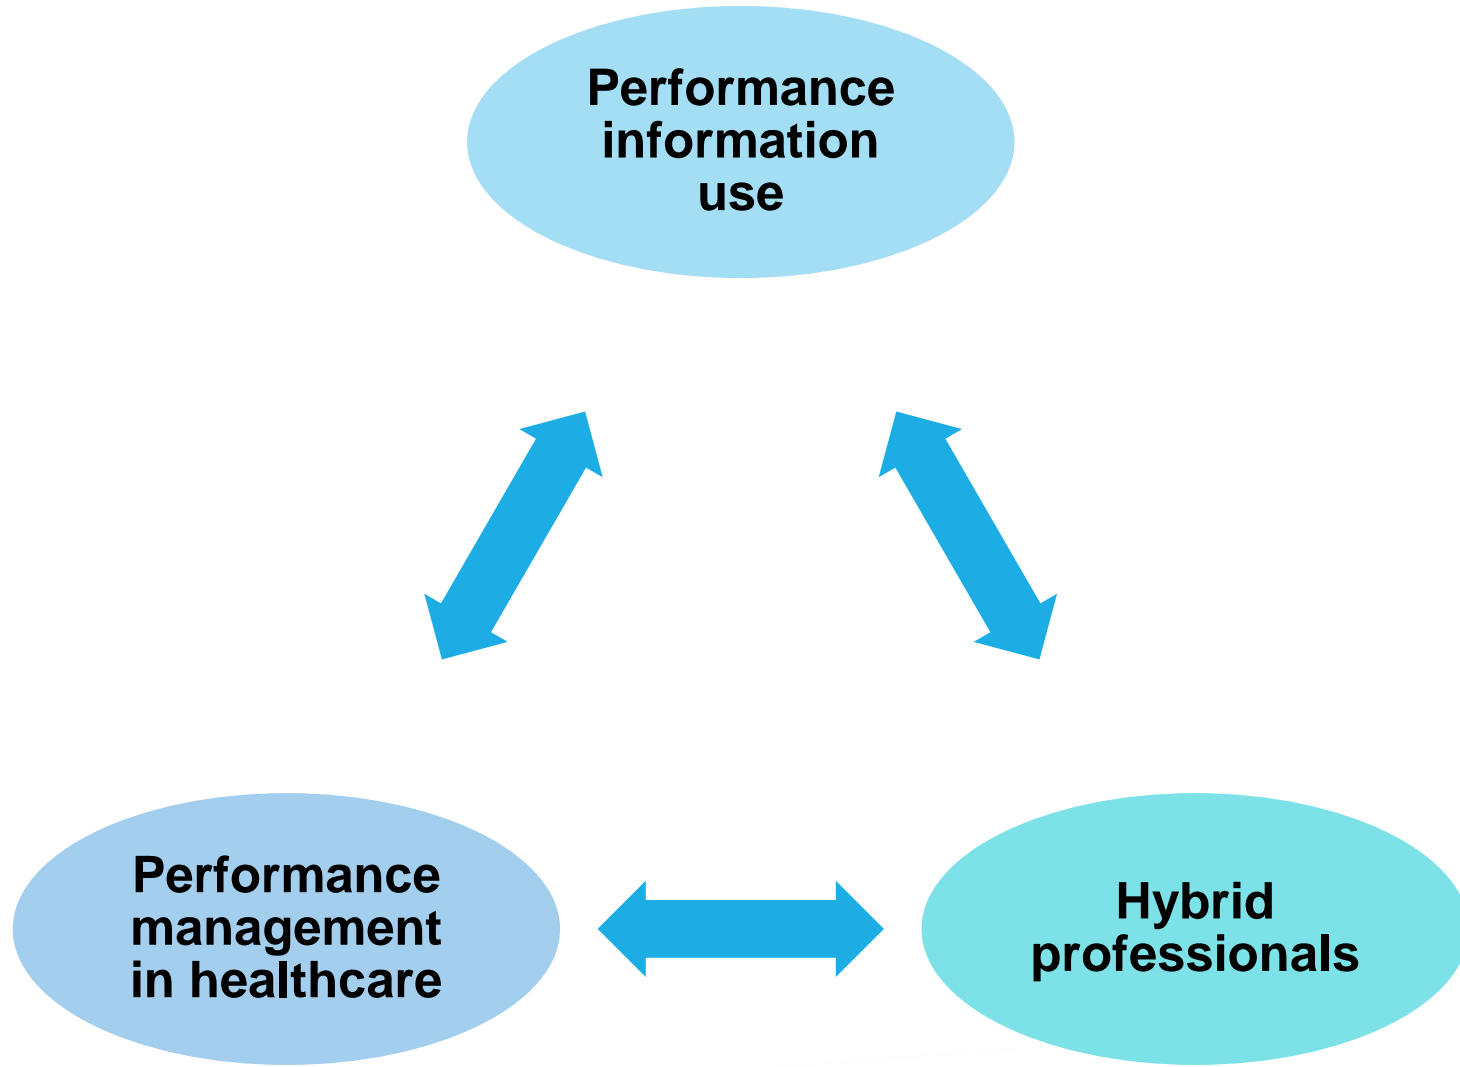 Performance
information
use
Performance
management
in healthcare
Hybrid
professionals